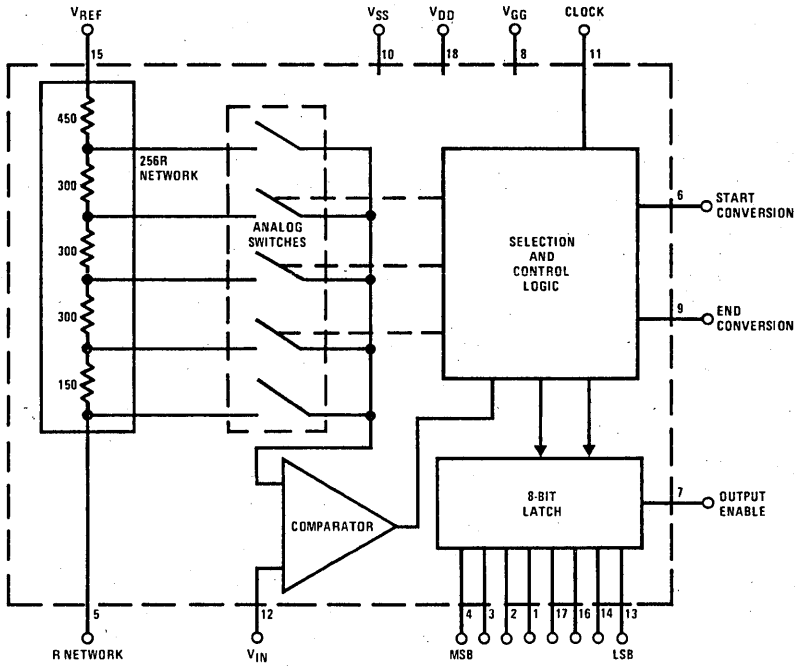 VREF
VSS
VDD
VGG
CLOCK
15
10
18
8
11
450
256R
NETWORK
300
300
300
150
ANALOG
SWITCHES
SELECTION
AND
CONTROL
LOGIC
6
START
CONVERSION
9
END
CONVERSION
COMPARATOR
8-BIT
LATCH
7
OUTPUT
ENABLE
5
12
4
3
2
1
17
16
14
13
R NETWORK
VIN
MSB
LSB